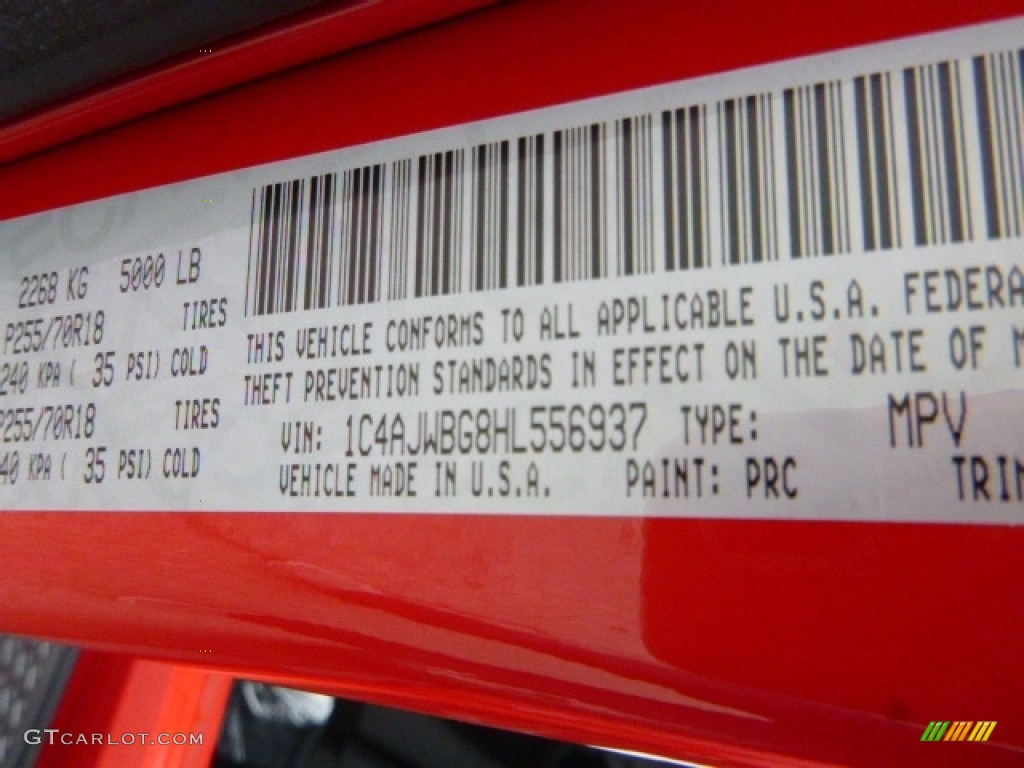 2268 KG 5000 LB
P255/70R18 TIRES
240 KPA ( 35 PSI) COLD
P255/70R18 TIRES
40 KPA ( 35 PSI) COLD
THIS VEHICLE CONFORMS TO ALL APPLICABLE U.S.A. FEDERA
THEFT PREVENTION STANDARDS IN EFFECT ON THE DATE OF M
VIN: 1C4AJWBG8HL556937 TYPE: MPV
VEHICLE MADE IN U.S.A. PAINT: PRC TRIM
GTCARLOT.COM